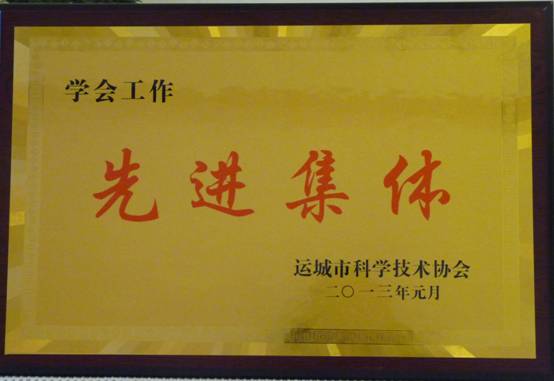 学会工作
先进集体
运城市科学技术协会
二〇一三年元月